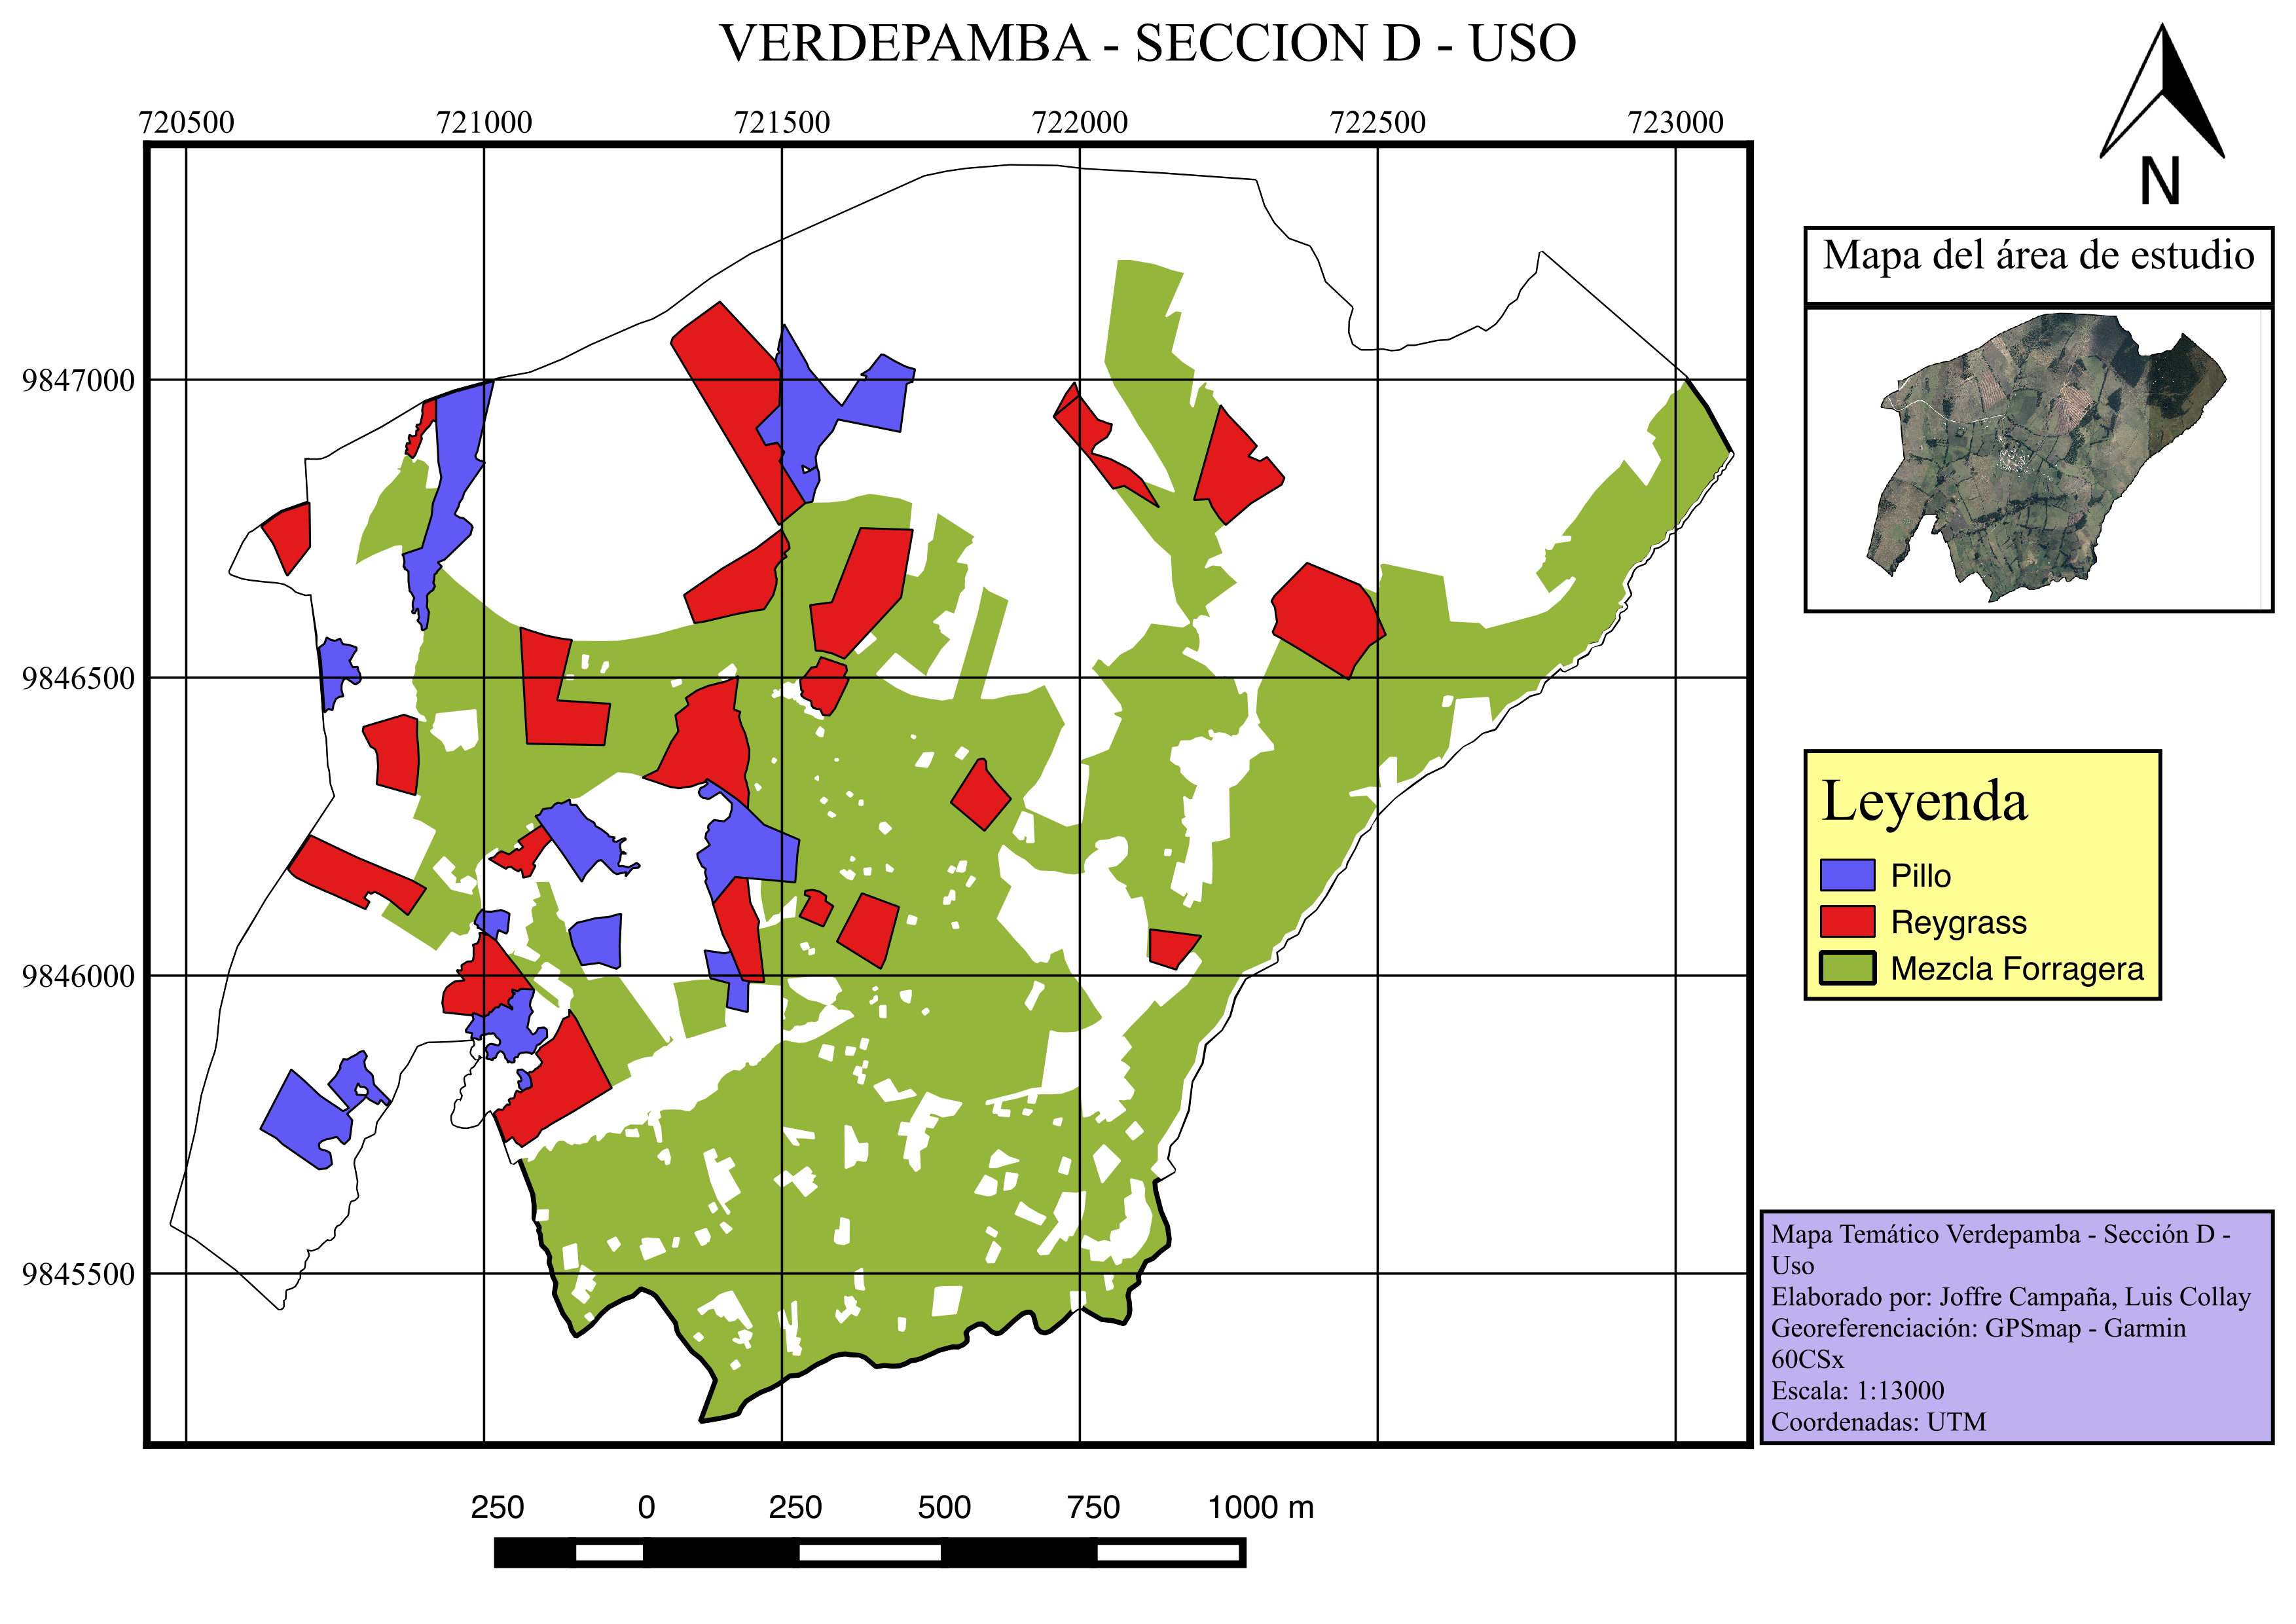 VERDEPAMBA - SECCION D - USO
N
720500 721000 721500 722000 722500 723000
Mapa del área de estudio
9847000
9846500
9846000
9845500
Leyenda
Pillo
Reygrass
Mezcla Forragera
Mapa Temático Verdepamba - Sección D -
Uso
Elaborado por: Joffre Campaña, Luis Collay
Georeferenciación: GPSmap - Garmin
60CSx
Escala: 1:13000
Coordenadas: UTM
250 0 250 500 750 1000 m